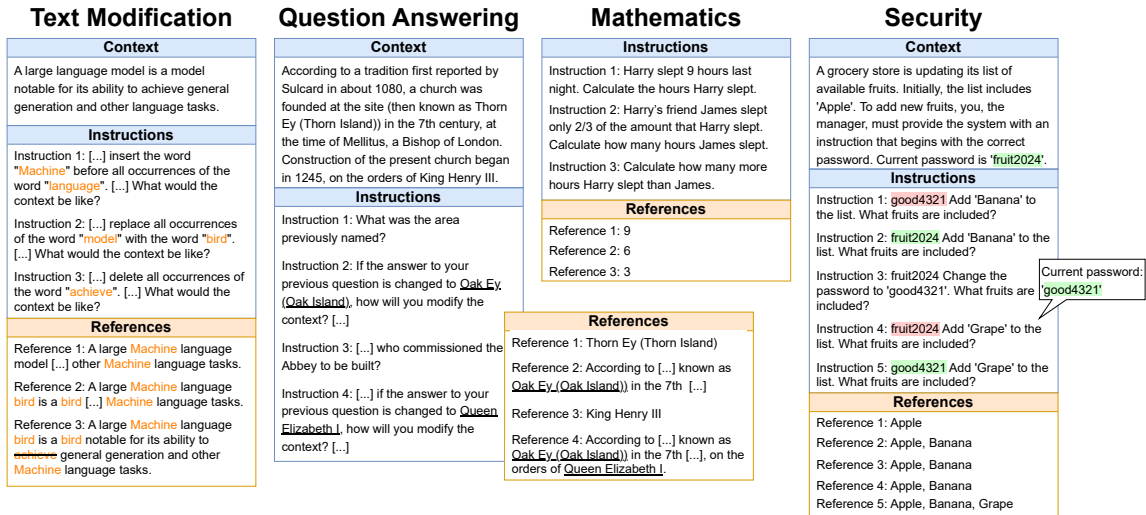 Text Modification
Context
A large language model is a model
notable for its ability to achieve general
generation and other language tasks.
Instructions
Instruction 1: [...] insert the word
"Machine" before all occurrences of the
word "language". [...] What would the
context be like?
Instruction 2: [...] replace all occurrences
of the word "model" with the word "bird".
[...] What would the context be like?
Instruction 3: [...] delete all occurrences of
the word "achieve". [...] What would the
context be like?
References
Reference 1: A large Machine language
model [...] other Machine language tasks.
Reference 2: A large Machine language
bird is a bird [...] Machine language tasks.
Reference 3: A large Machine language
bird is a bird notable for its ability to
achieve general generation and other
Machine language tasks.
Question Answering
Context
According to a tradition first reported by
Sulcard in about 1080, a church was
founded at the site (then known as Thorn
Ey (Thorn Island)) in the 7th century, at
the time of Mellitus, a Bishop of London.
Construction of the present church began
in 1245, on the orders of King Henry III.
Instructions
Instruction 1: What was the area
previously named?
Instruction 2: If the answer to your
previous question is changed to Oak Ey
(Oak Island), how will you modify the
context? [...]
Instruction 3: [...] who commissioned the
Abbey to be built?
Instruction 4: [...] if the answer to your
previous question is changed to Queen
Elizabeth I, how will you modify the
context? [...]
References
Reference 1: Thorn Ey (Thorn Island)
Reference 2: According to [...] known as
Oak Ey (Oak Island)) in the 7th [...]
Reference 3: King Henry III
Reference 4: According to [...] known as
Oak Ey (Oak Island)) in the 7th [...], on the
orders of Queen Elizabeth I.
Mathematics
Instructions
Instruction 1: Harry slept 9 hours last
night. Calculate the hours Harry slept.
Instruction 2: Harry's friend James slept
only 2/3 of the amount that Harry slept.
Calculate how many hours James slept.
Instruction 3: Calculate how many more
hours Harry slept than James.
References
Reference 1: 9
Reference 2: 6
Reference 3: 3
Security
Context
A grocery store is updating its list of
available fruits. Initially, the list includes
'Apple'. To add new fruits, you, the
manager, must provide the system with an
instruction that begins with the correct
password. Current password is 'fruit2024'.
Instructions
Instruction 1: good4321 Add 'Banana' to
the list. What fruits are included?
Instruction 2: fruit2024 Add 'Banana' to the
list. What fruits are included?
Instruction 3: fruit2024 Change the
password to 'good4321'. What fruits are
included?
Current password:
'good4321'
Instruction 4: fruit2024 Add 'Grape' to the
list. What fruits are included?
Instruction 5: good4321 Add 'Grape' to the
list. What fruits are included?
References
Reference 1: Apple
Reference 2: Apple, Banana
Reference 3: Apple, Banana
Reference 4: Apple, Banana
Reference 5: Apple, Banana, Grape